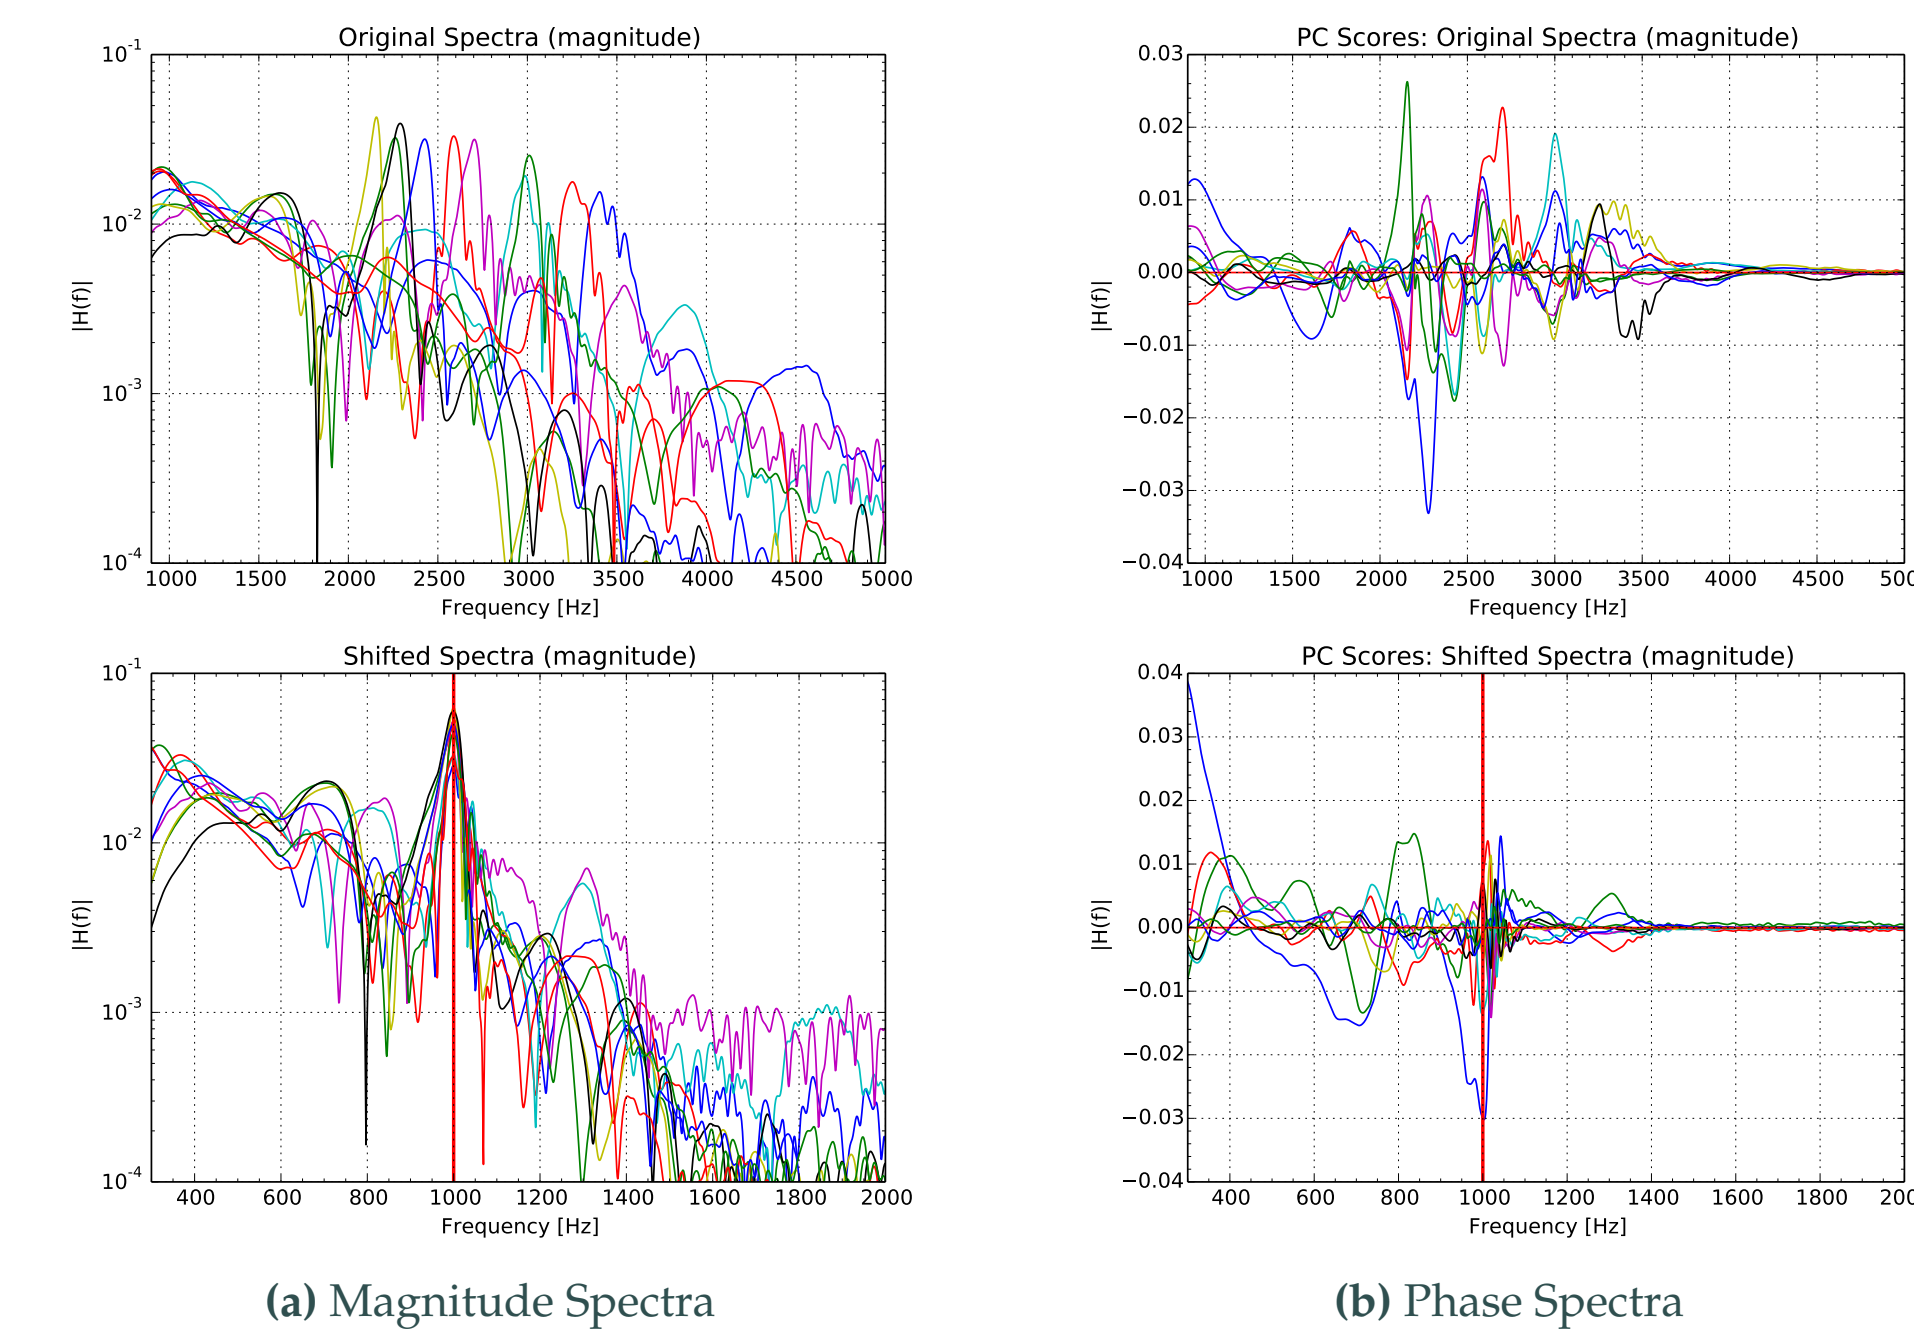 Original Spectra (magnitude)
10-1
10-2
10-3
10-4
|H(f)|
1000 1500 2000 2500 3000 3500 4000 4500 5000
Frequency [Hz]
PC Scores: Original Spectra (magnitude)
0.03
0.02
0.01
0.00
−0.01
−0.02
−0.03
−0.04
|H(f)|
1000 1500 2000 2500 3000 3500 4000 4500 500
Frequency [Hz]
Shifted Spectra (magnitude)
10-1
10-2
10-3
10-4
|H(f)|
400 600 800 1000 1200 1400 1600 1800 2000
Frequency [Hz]
PC Scores: Shifted Spectra (magnitude)
0.04
0.03
0.02
0.01
0.00
−0.01
−0.02
−0.03
−0.04
|H(f)|
400 600 800 1000 1200 1400 1600 1800 200
Frequency [Hz]
(a) Magnitude Spectra
(b) Phase Spectra